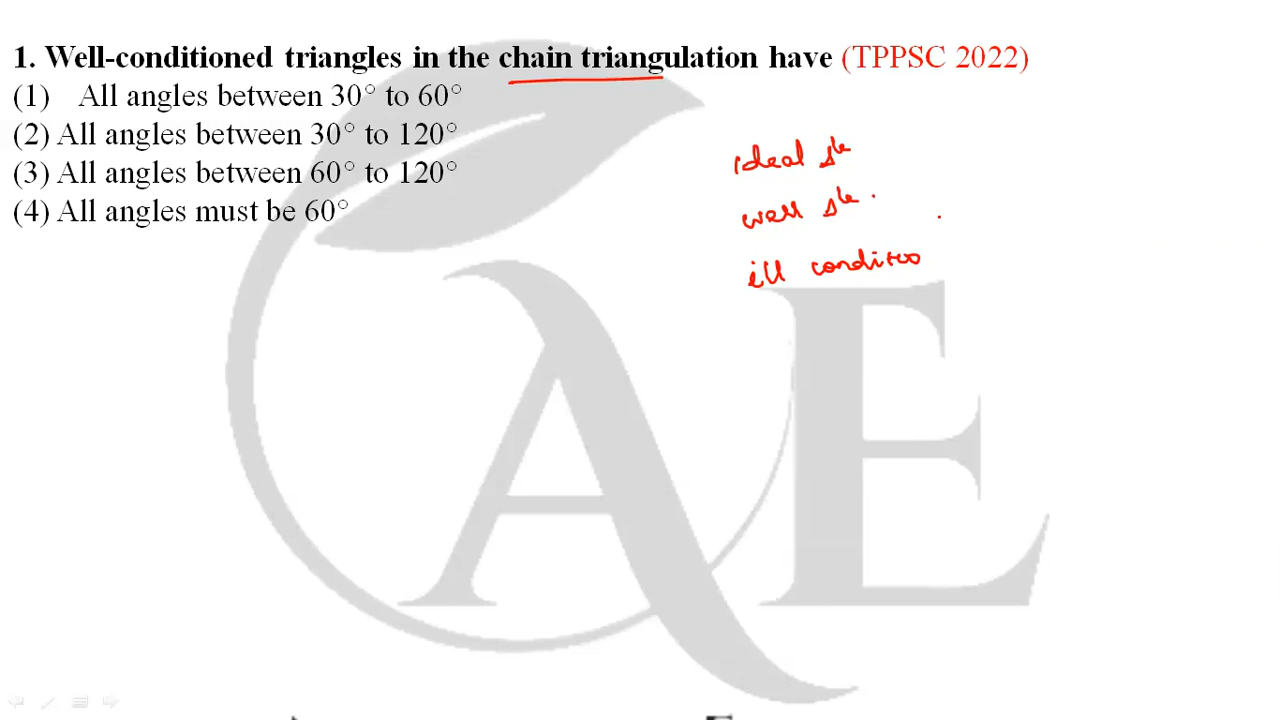 1. Well-conditioned triangles in the chain triangulation have (TPPSC 2022)
(1) All angles between 30° to 60°
(2) All angles between 30° to 120°
(3) All angles between 60° to 120°
(4) All angles must be 60°
ideal
well
ill
AE